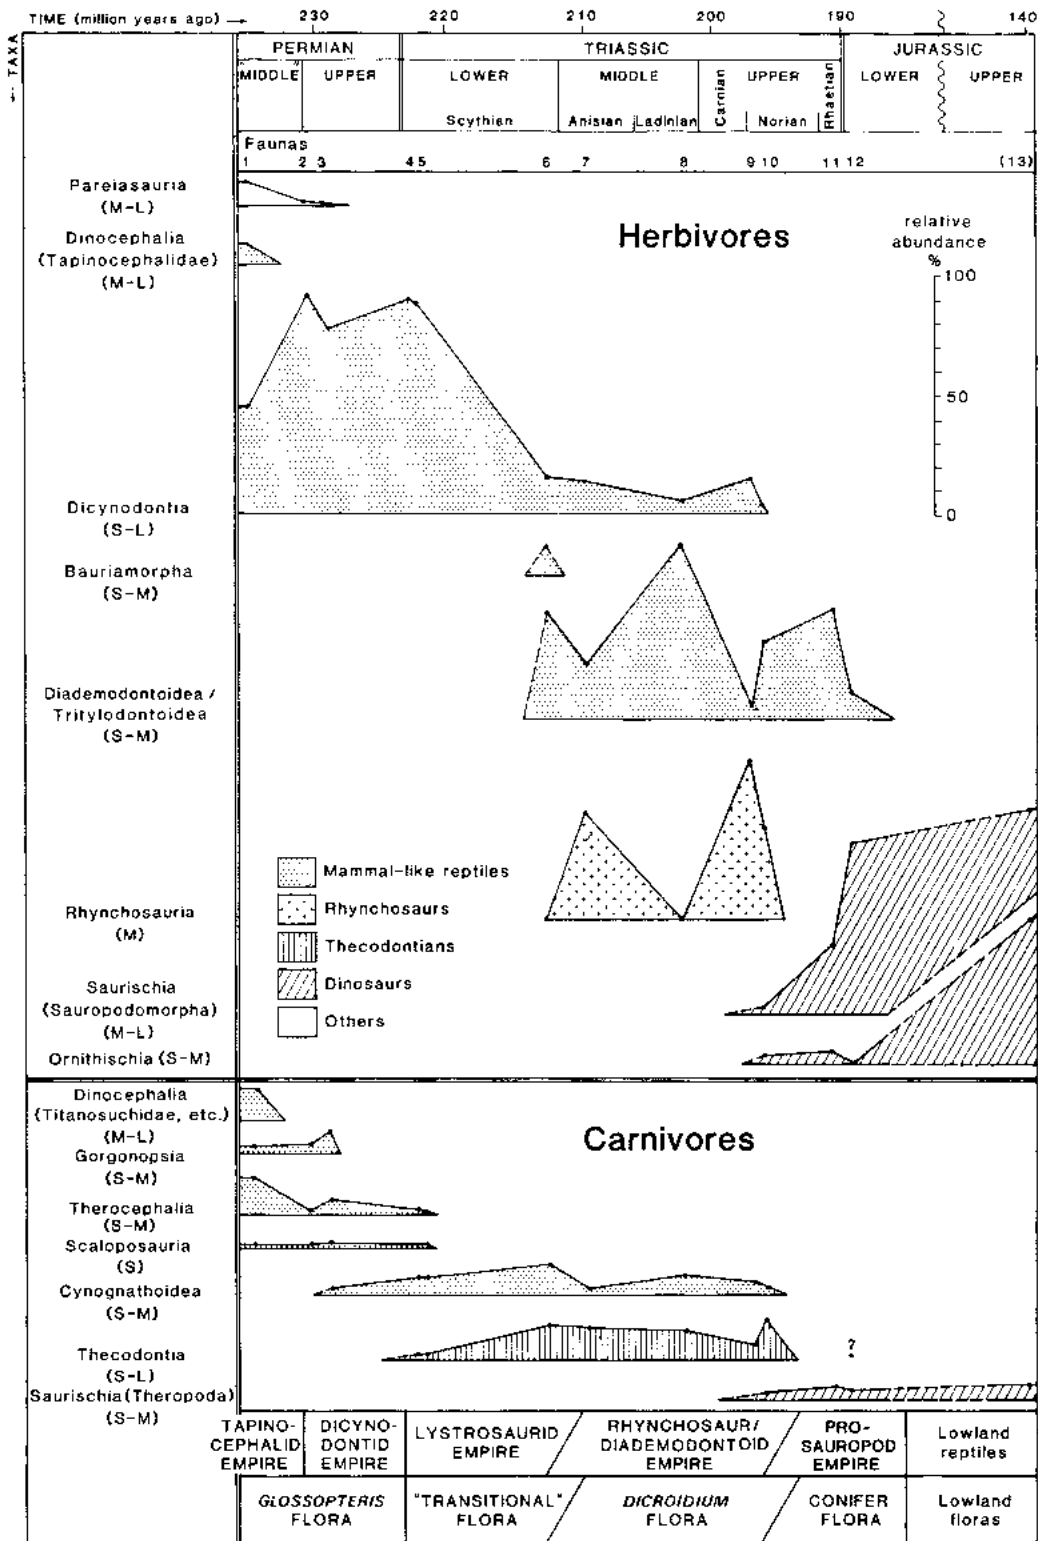 TIME (million years ago) → 230 220 210 200 190 140
← TAXA
PERMIAN TRIASSIC JURASSIC
MIDDLE UPPER LOWER MIDDLE Carnian UPPER Rhaetian LOWER UPPER
Scythian Anisian Ladinian Norian
Faunas
1 2 3 4 5 6 7 8 9 10 11 12 (13)
Pareiasauria
(M-L)
Dinocephalia
(Tapinocephalidae)
(M-L)
Herbivores
relative
abundance
%
100
50
0
Dicynodontia
(S-L)
Bauriamorpha
(S-M)
Diademodontoidea /
Tritylodontoidea
(S-M)
Mammal-like reptiles
Rhynchosaurs
Thecodontians
Dinosaurs
Others
Rhynchosauria
(M)
Saurischia
(Sauropodomorpha)
(M-L)
Ornithischia (S-M)
Dinocephalia
(Titanosuchidae, etc.)
(M-L)
Carnivores
Gorgonopsia
(S-M)
Therocephalia
(S-M)
Scaloposauria
(S)
Cynognathoidea
(S-M)
Thecodontia
(S-L)
?
Saurischia (Theropoda)
(S-M)
TAPINO-
CEPHALID
EMPIRE
DICYNO-
DONTID
EMPIRE
LYSTROSAURID
EMPIRE
RHYNCHOSAUR/
DIADEMODONTOID
EMPIRE
PRO-
SAUROPOD
EMPIRE
Lowland
reptiles
GLOSSOPTERIS
FLORA
"TRANSITIONAL"
FLORA
DICROIDIUM
FLORA
CONIFER
FLORA
Lowland
floras